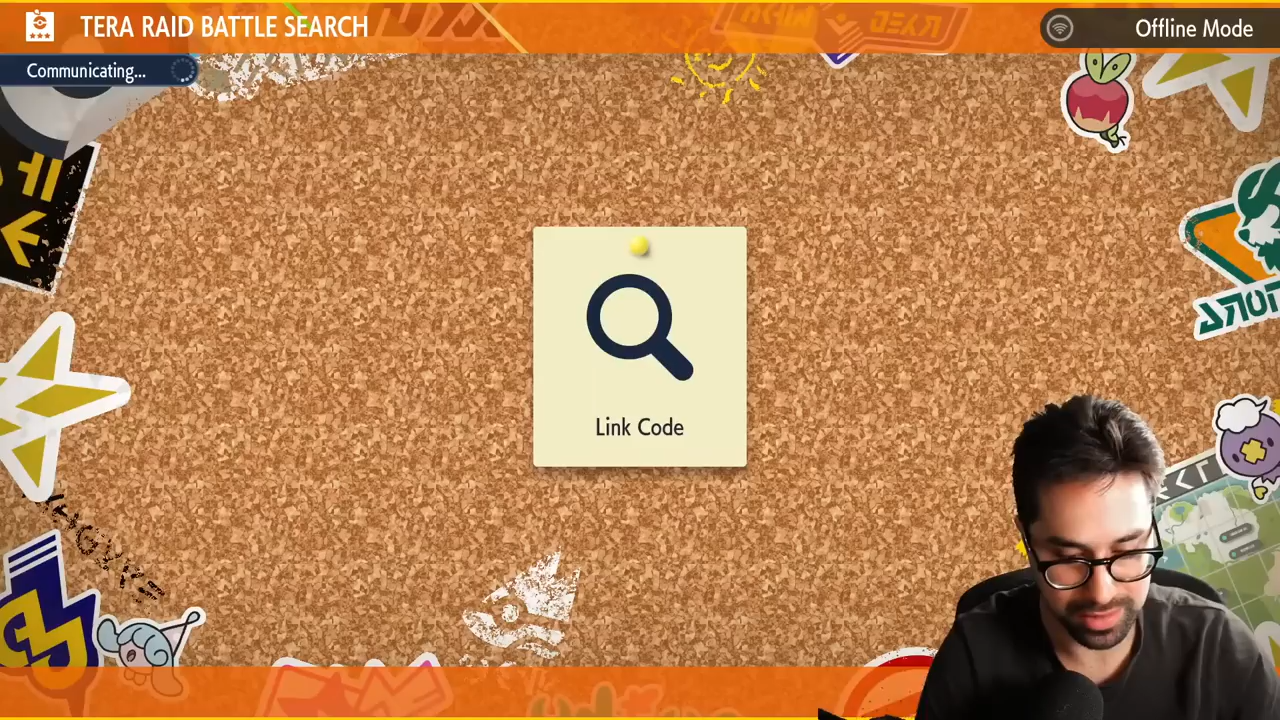 TERA RAID BATTLE SEARCH
Offline Mode
Communicating...
Link Code